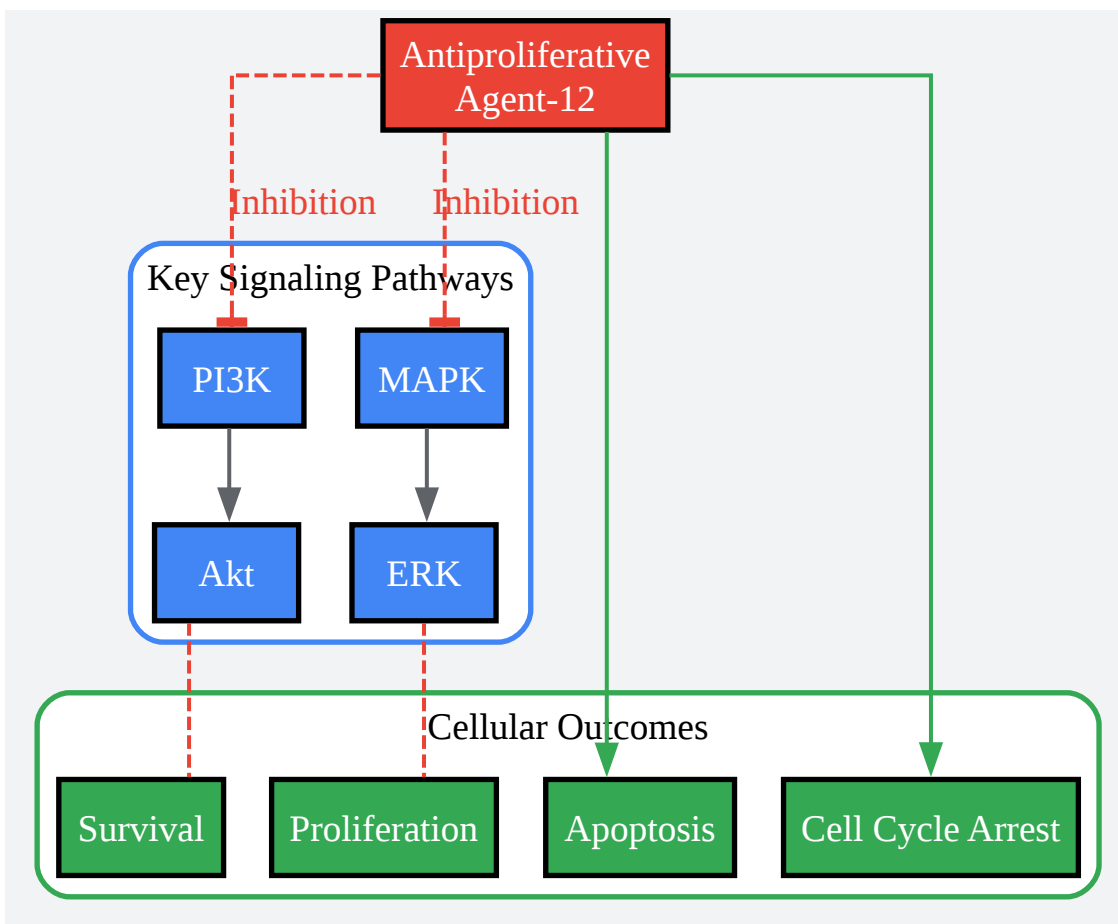 Antiproliferative
Agent-12
Inhibition
Inhibition
Key Signaling Pathways
PI3K
MAPK
Akt
ERK
Cellular Outcomes
Survival
Proliferation
Apoptosis
Cell Cycle Arrest